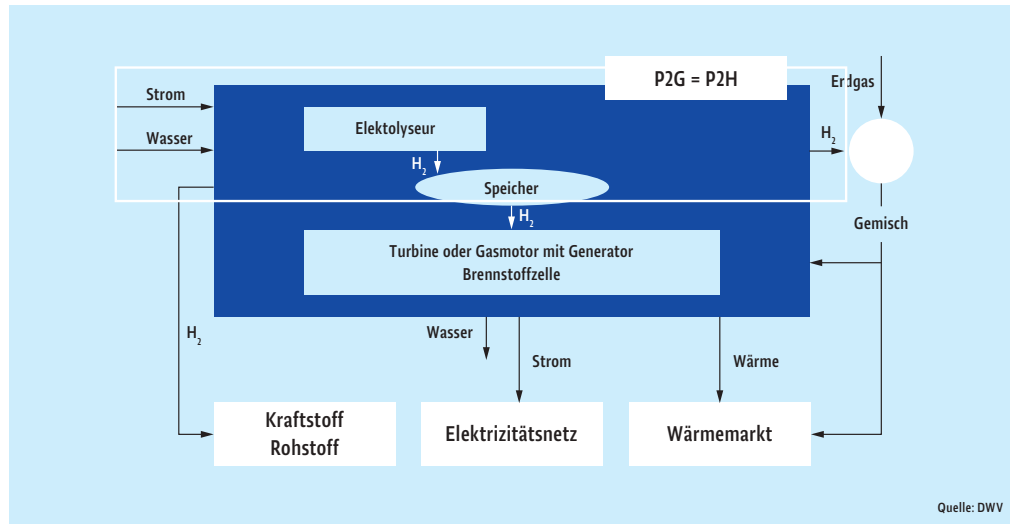 P2G = P2H
Erdgas
Strom
Elektolyseur
H₂
Wasser
H₂
Speicher
H₂
Gemisch
Turbine oder Gasmotor mit Generator
Brennstoffzelle
H₂
Wasser
Strom
Wärme
Kraftstoff
Rohstoff
Elektrizitätsnetz
Wärmemarkt
Quelle: DWV